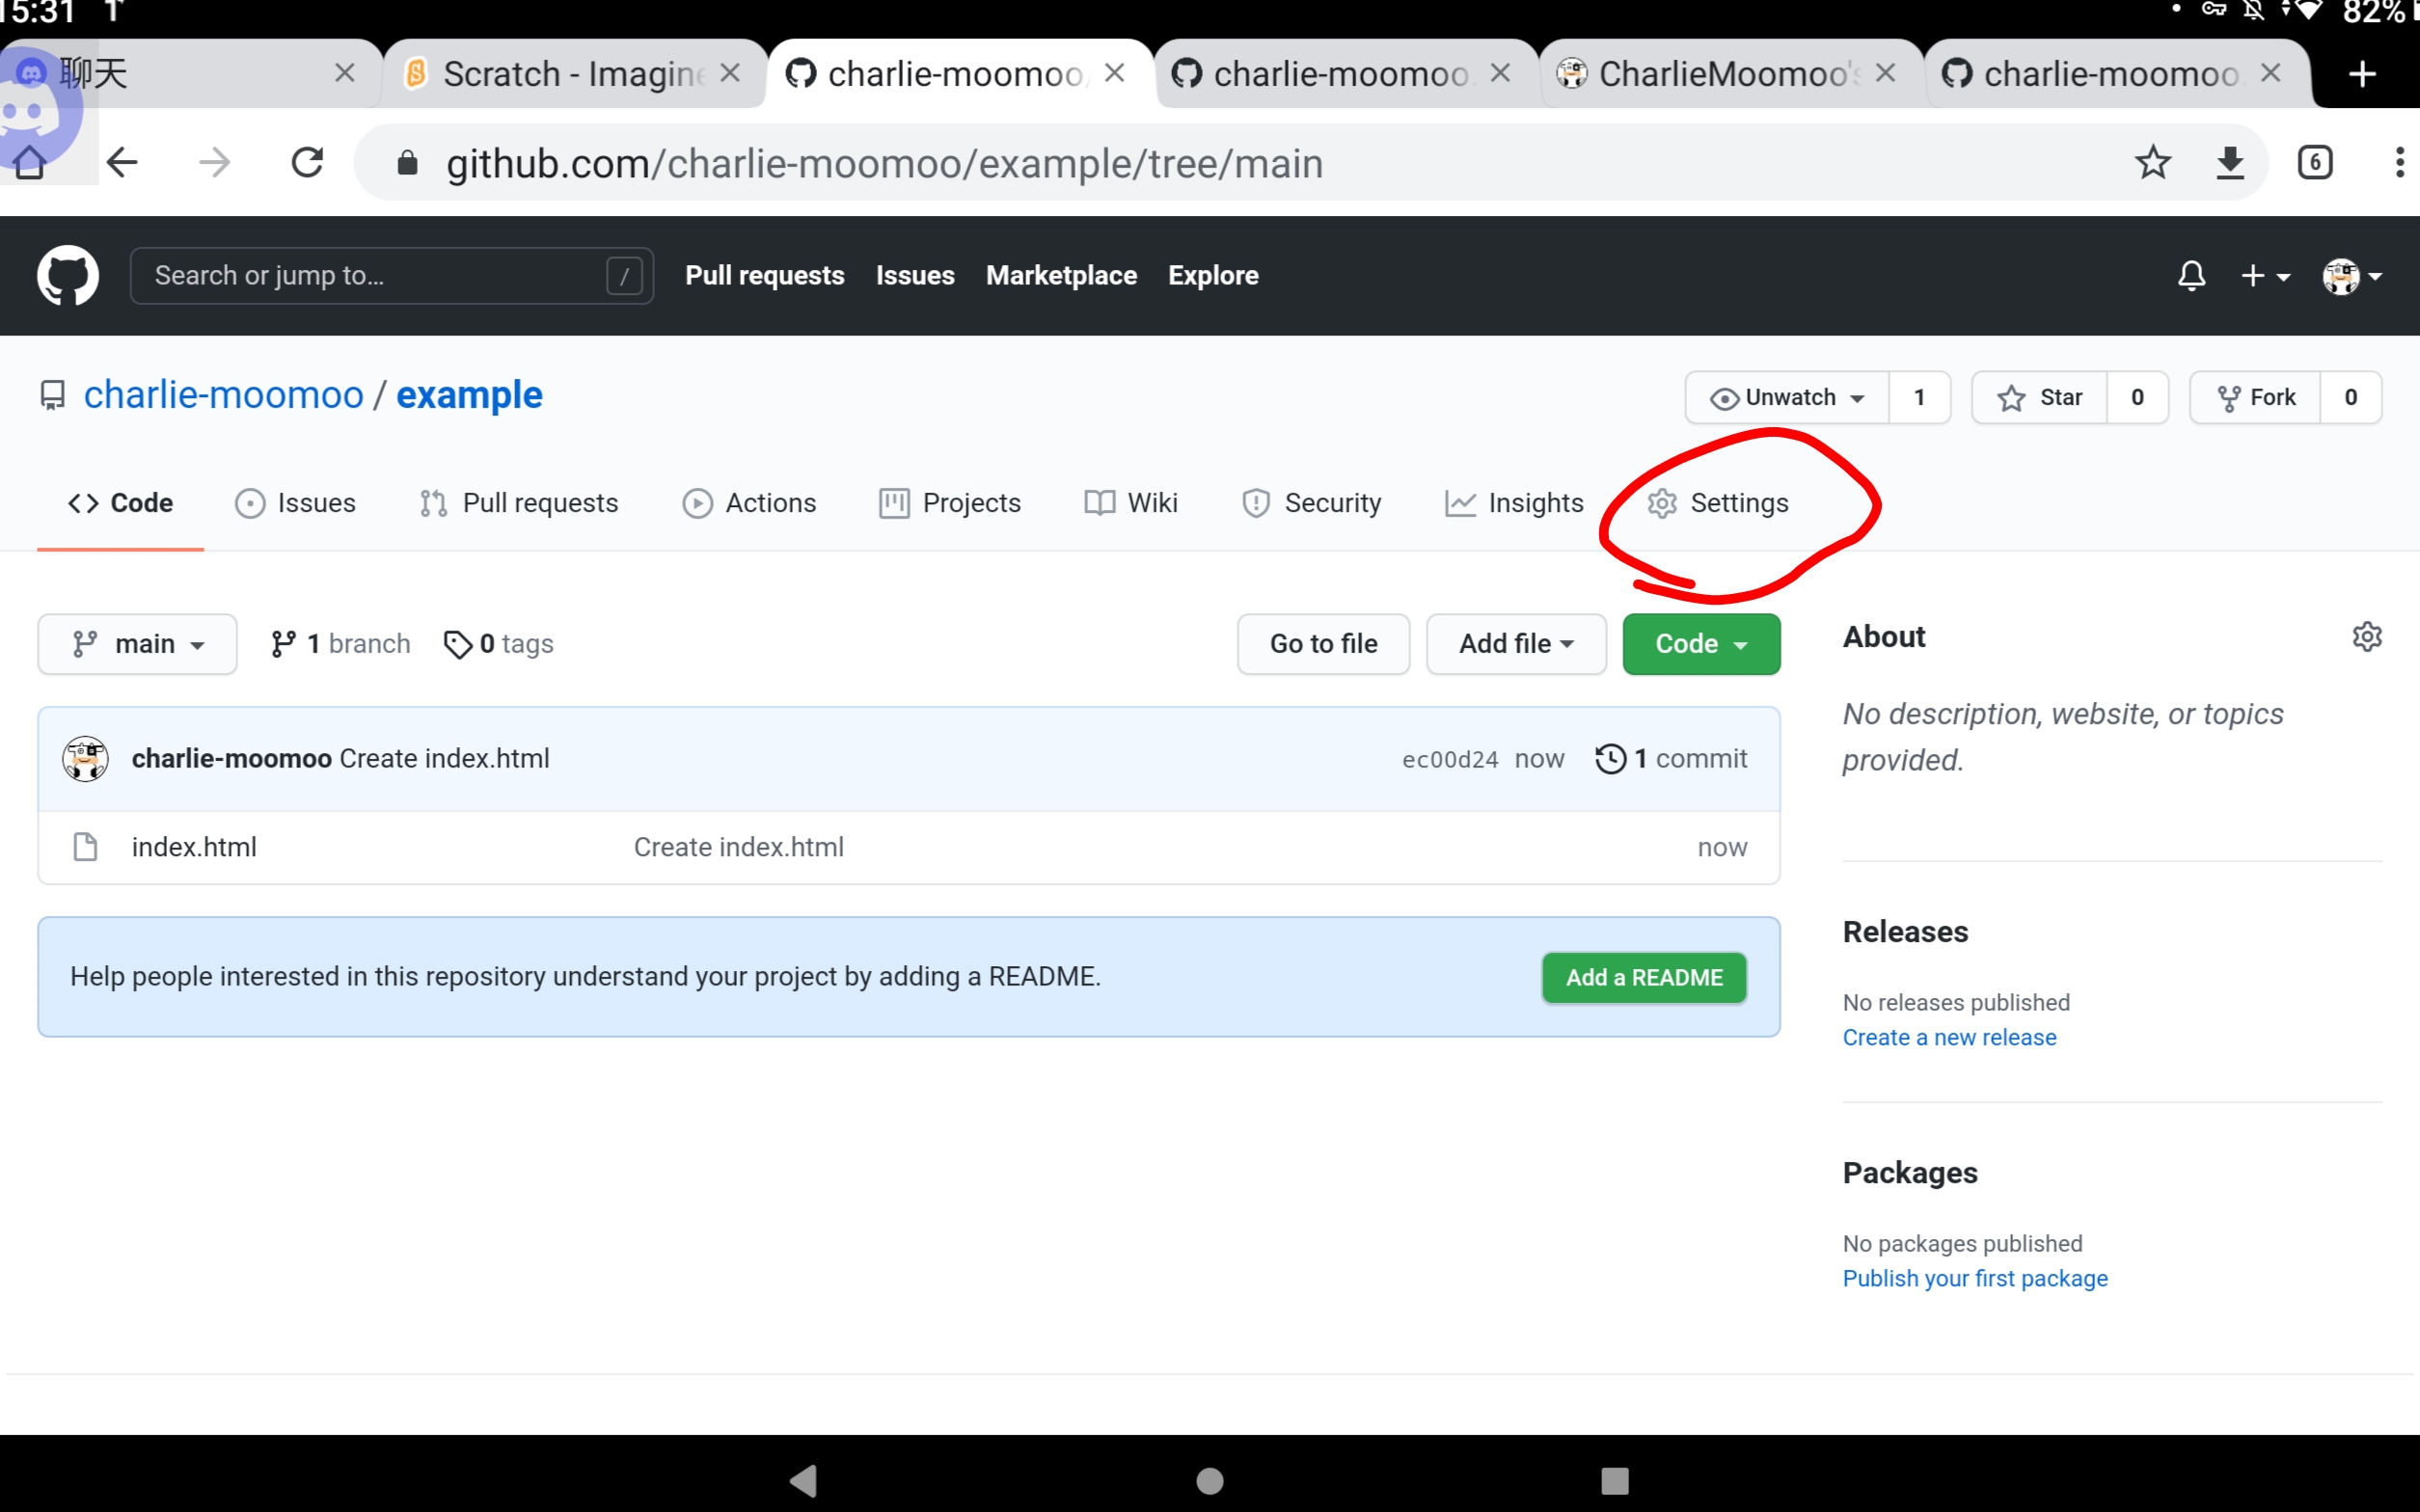 15:31
82%
聊天
Scratch - Imagine
charlie-moomoo/
charlie-moomoo
CharlieMoomoo's
charlie-moomoo
github.com/charlie-moomoo/example/tree/main
6
Search or jump to…
/
Pull requests
Issues
Marketplace
Explore
charlie-moomoo / example
Unwatch
1
Star
0
Fork
0
Code
Issues
Pull requests
Actions
Projects
Wiki
Security
Insights
Settings
main
1 branch
0 tags
Go to file
Add file
Code
About
No description, website, or topics
provided.
charlie-moomoo Create index.html
ec00d24 now
1 commit
index.html
Create index.html
now
Help people interested in this repository understand your project by adding a README.
Add a README
Releases
No releases published
Create a new release
Packages
No packages published
Publish your first package